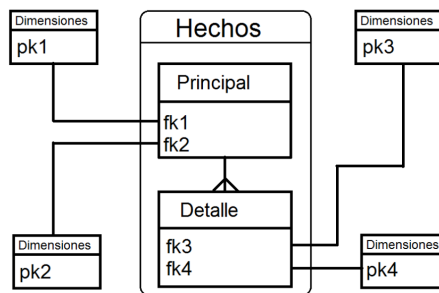 Dimensiones
pk1
Hechos
Dimensiones
pk3
Principal
fk1
fk2
Detalle
fk3
fk4
Dimensiones
pk2
Dimensiones
pk4